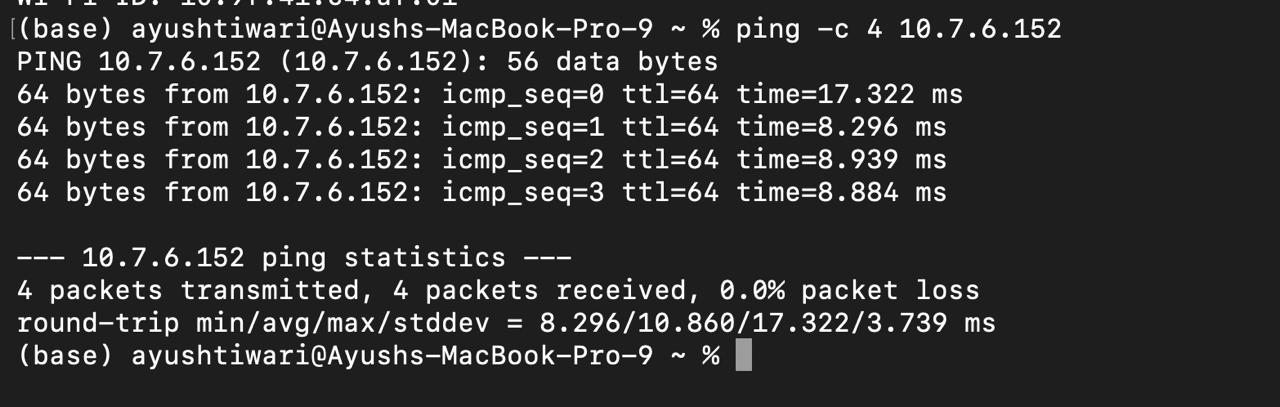 [(base) ayushtiwari@Ayushs-MacBook-Pro-9 ~ % ping -c 4 10.7.6.152
PING 10.7.6.152 (10.7.6.152): 56 data bytes
64 bytes from 10.7.6.152: icmp_seq=0 ttl=64 time=17.322 ms
64 bytes from 10.7.6.152: icmp_seq=1 ttl=64 time=8.296 ms
64 bytes from 10.7.6.152: icmp_seq=2 ttl=64 time=8.939 ms
64 bytes from 10.7.6.152: icmp_seq=3 ttl=64 time=8.884 ms
--- 10.7.6.152 ping statistics ---
4 packets transmitted, 4 packets received, 0.0% packet loss
round-trip min/avg/max/stddev = 8.296/10.860/17.322/3.739 ms
(base) ayushtiwari@Ayushs-MacBook-Pro-9 ~ %